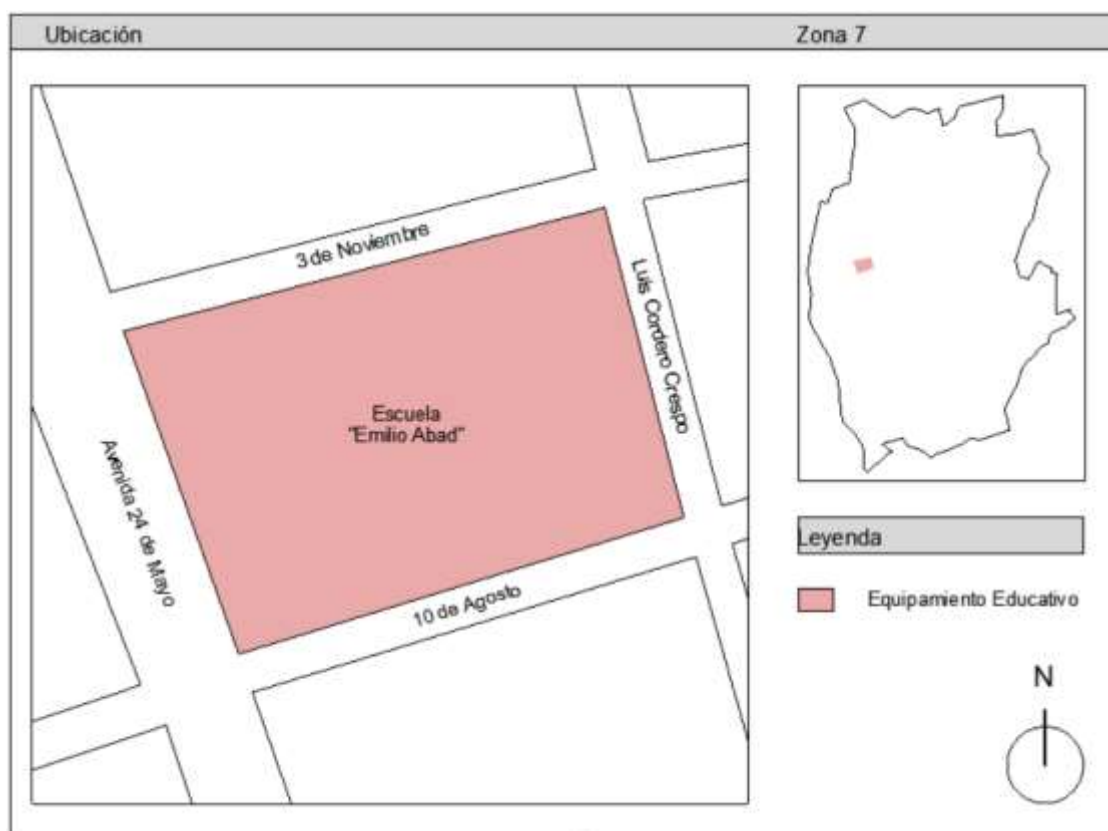 Ubicación
Zona 7
3 de Noviembre
Luis Cordero Crespo
Escuela
"Emilio Abad"
Avenida 24 de Mayo
10 de Agosto
Leyenda
Equipamiento Educativo
N